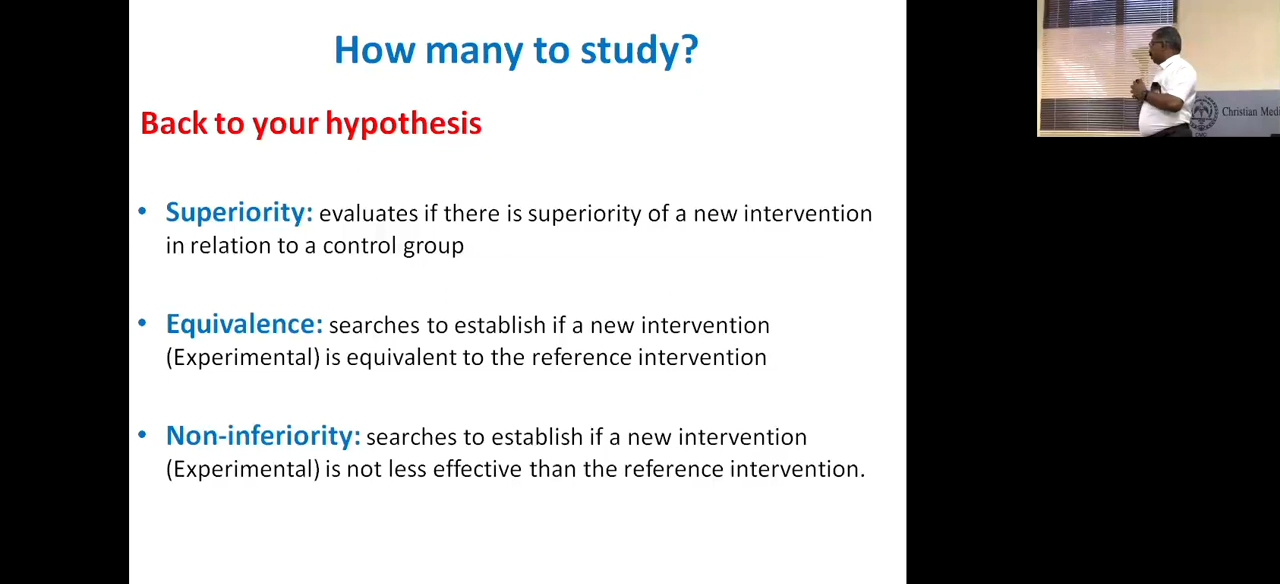 How many to study?
Back to your hypothesis
• Superiority: evaluates if there is superiority of a new intervention
in relation to a control group
• Equivalence: searches to establish if a new intervention
(Experimental) is equivalent to the reference intervention
• Non-inferiority: searches to establish if a new intervention
(Experimental) is not less effective than the reference intervention.
Christian Medi